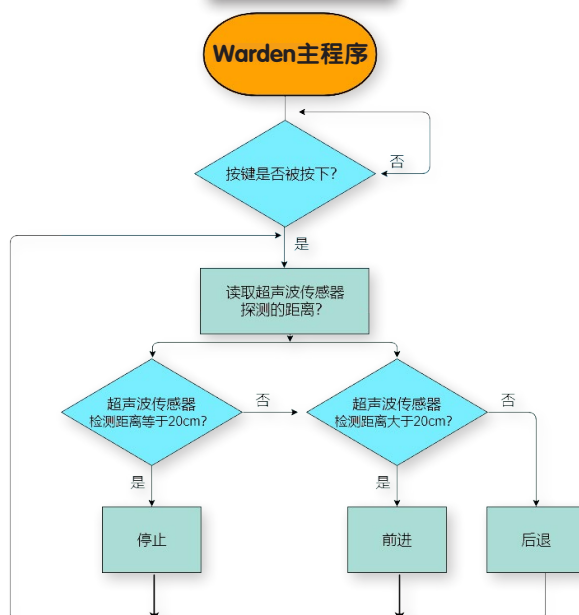 Warden主程序
按键是否被按下?
否
是
读取超声波传感器
探测的距离?
超声波传感器
检测距离等于20cm?
否
超声波传感器
检测距离大于20cm?
否
是
是
停止
前进
后退